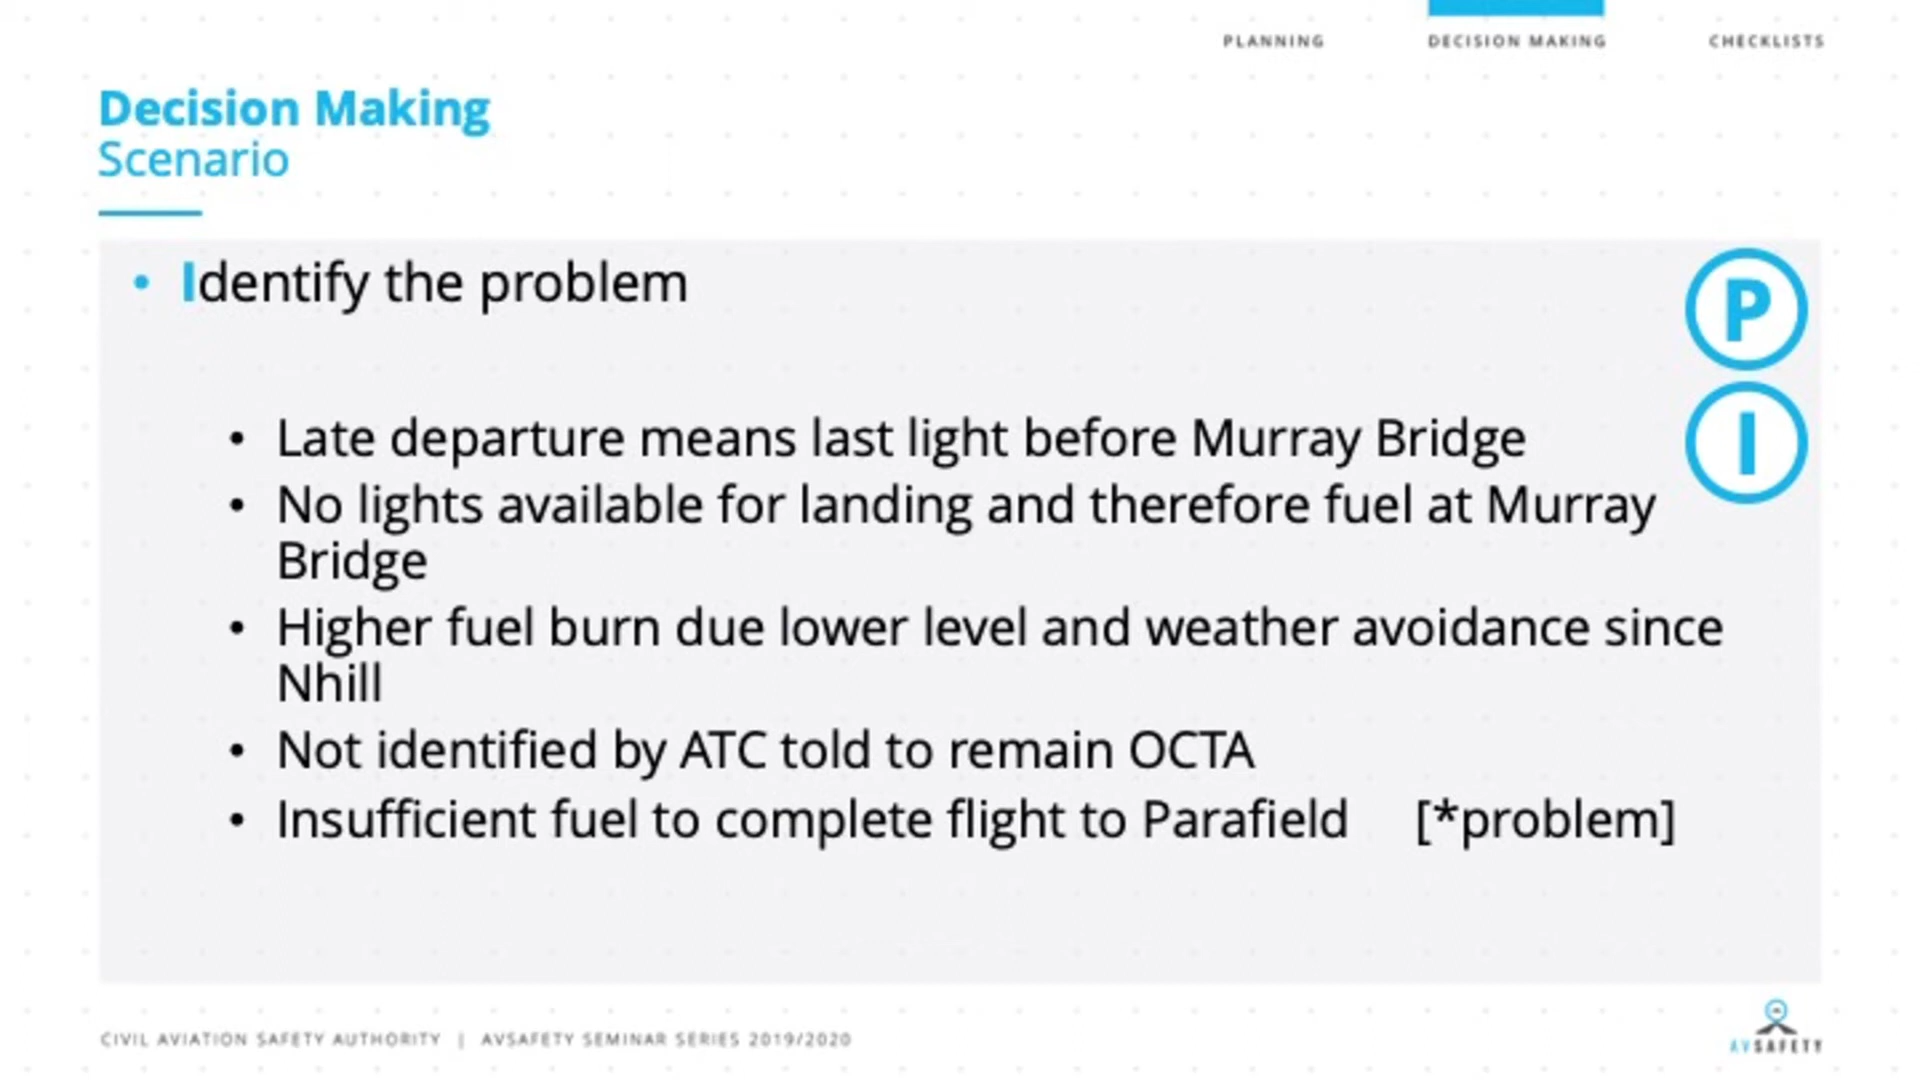 PLANNING DECISION MAKING CHECKLISTS
Decision Making
Scenario
• Identify the problem
P
I
• Late departure means last light before Murray Bridge
• No lights available for landing and therefore fuel at Murray
Bridge
• Higher fuel burn due lower level and weather avoidance since
Nhill
• Not identified by ATC told to remain OCTA
• Insufficient fuel to complete flight to Parafield [*problem]
CIVIL AVIATION SAFETY AUTHORITY | AVSAFETY SEMINAR SERIES 2019/2020
AVSAFETY